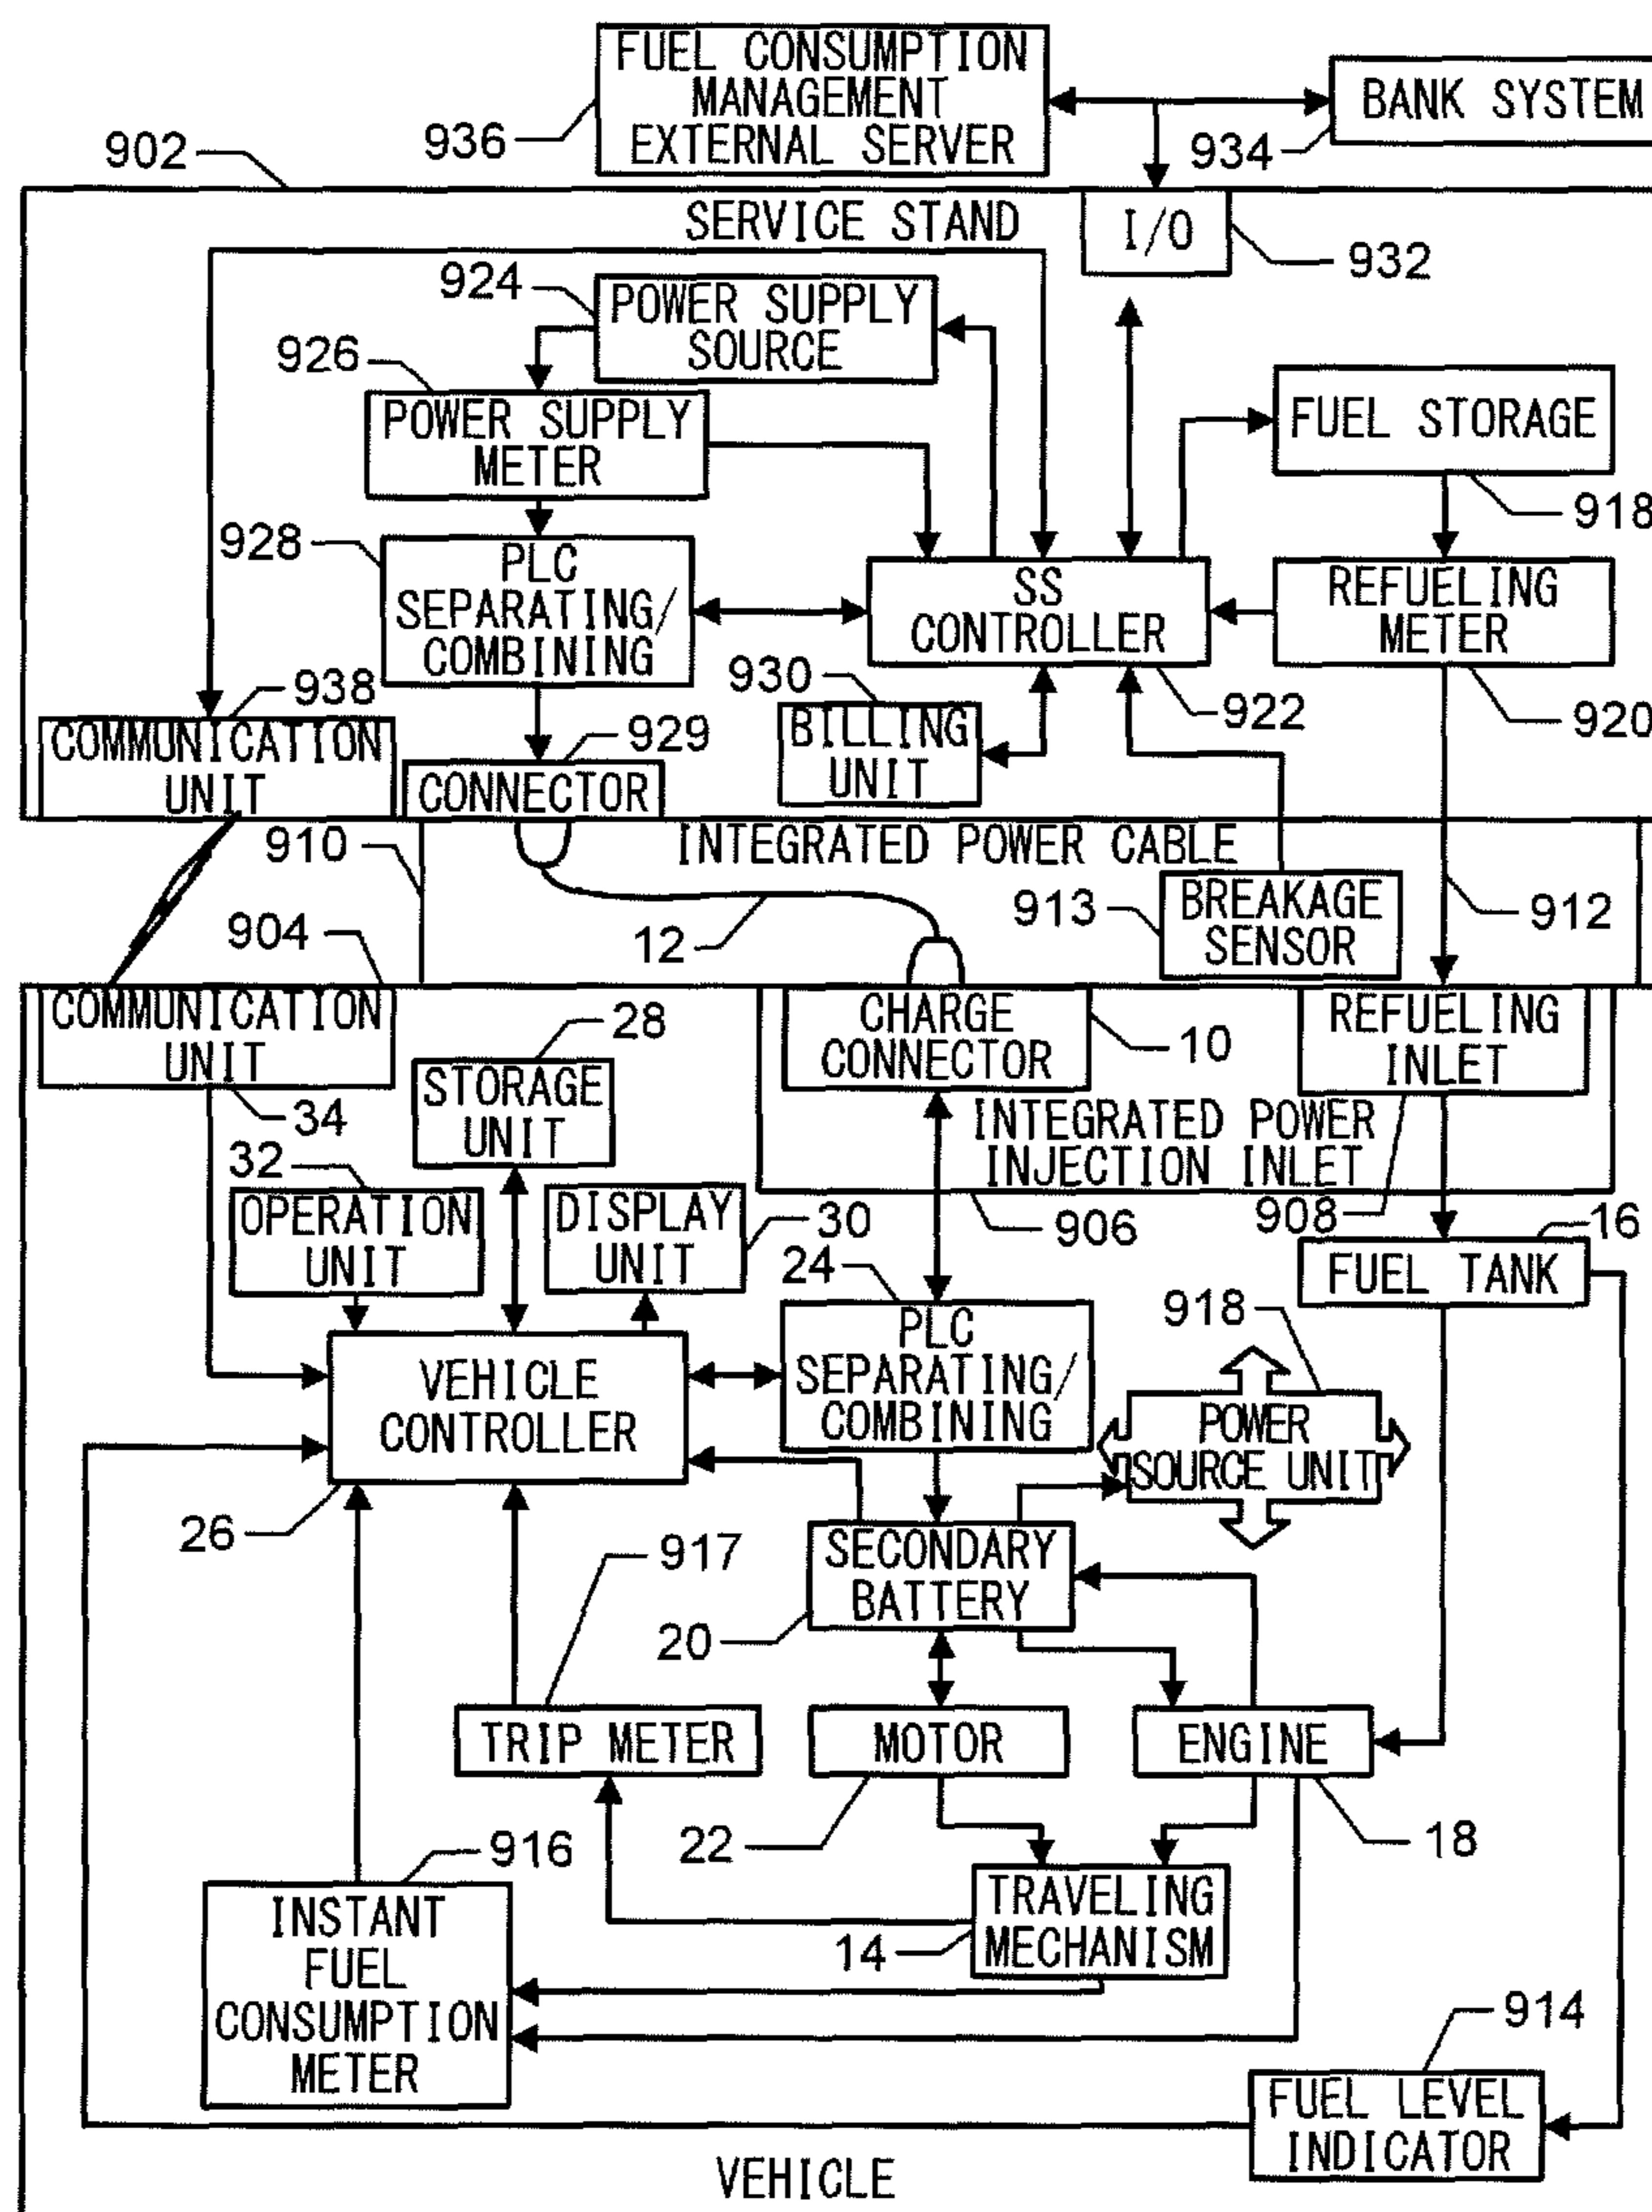 FUEL CONSUMPTION
MANAGEMENT
EXTERNAL SERVER
936
BANK SYSTEM
934
902
SERVICE STAND
I/O
932
924
POWER SUPPLY
SOURCE
926
POWER SUPPLY
METER
FUEL STORAGE
918
928
PLC
SEPARATING/
COMBINING
SS
CONTROLLER
922
REFUELING
METER
920
930
BILLING
UNIT
938
COMMUNICATION
UNIT
929
CONNECTOR
910
INTEGRATED POWER CABLE
12
913
BREAKAGE
SENSOR
912
904
COMMUNICATION
UNIT
34
28
STORAGE
UNIT
CHARGE
CONNECTOR
10
REFUELING
INLET
INTEGRATED POWER
INJECTION INLET
906
908
32
OPERATION
UNIT
DISPLAY
UNIT
30
16
FUEL TANK
24
PLC
SEPARATING/
COMBINING
918
POWER
SOURCE UNIT
VEHICLE
CONTROLLER
26
917
SECONDARY
BATTERY
20
TRIP METER
MOTOR
22
ENGINE
18
916
INSTANT
FUEL
CONSUMPTION
METER
TRAVELING
MECHANISM
14
914
FUEL LEVEL
INDICATOR
VEHICLE